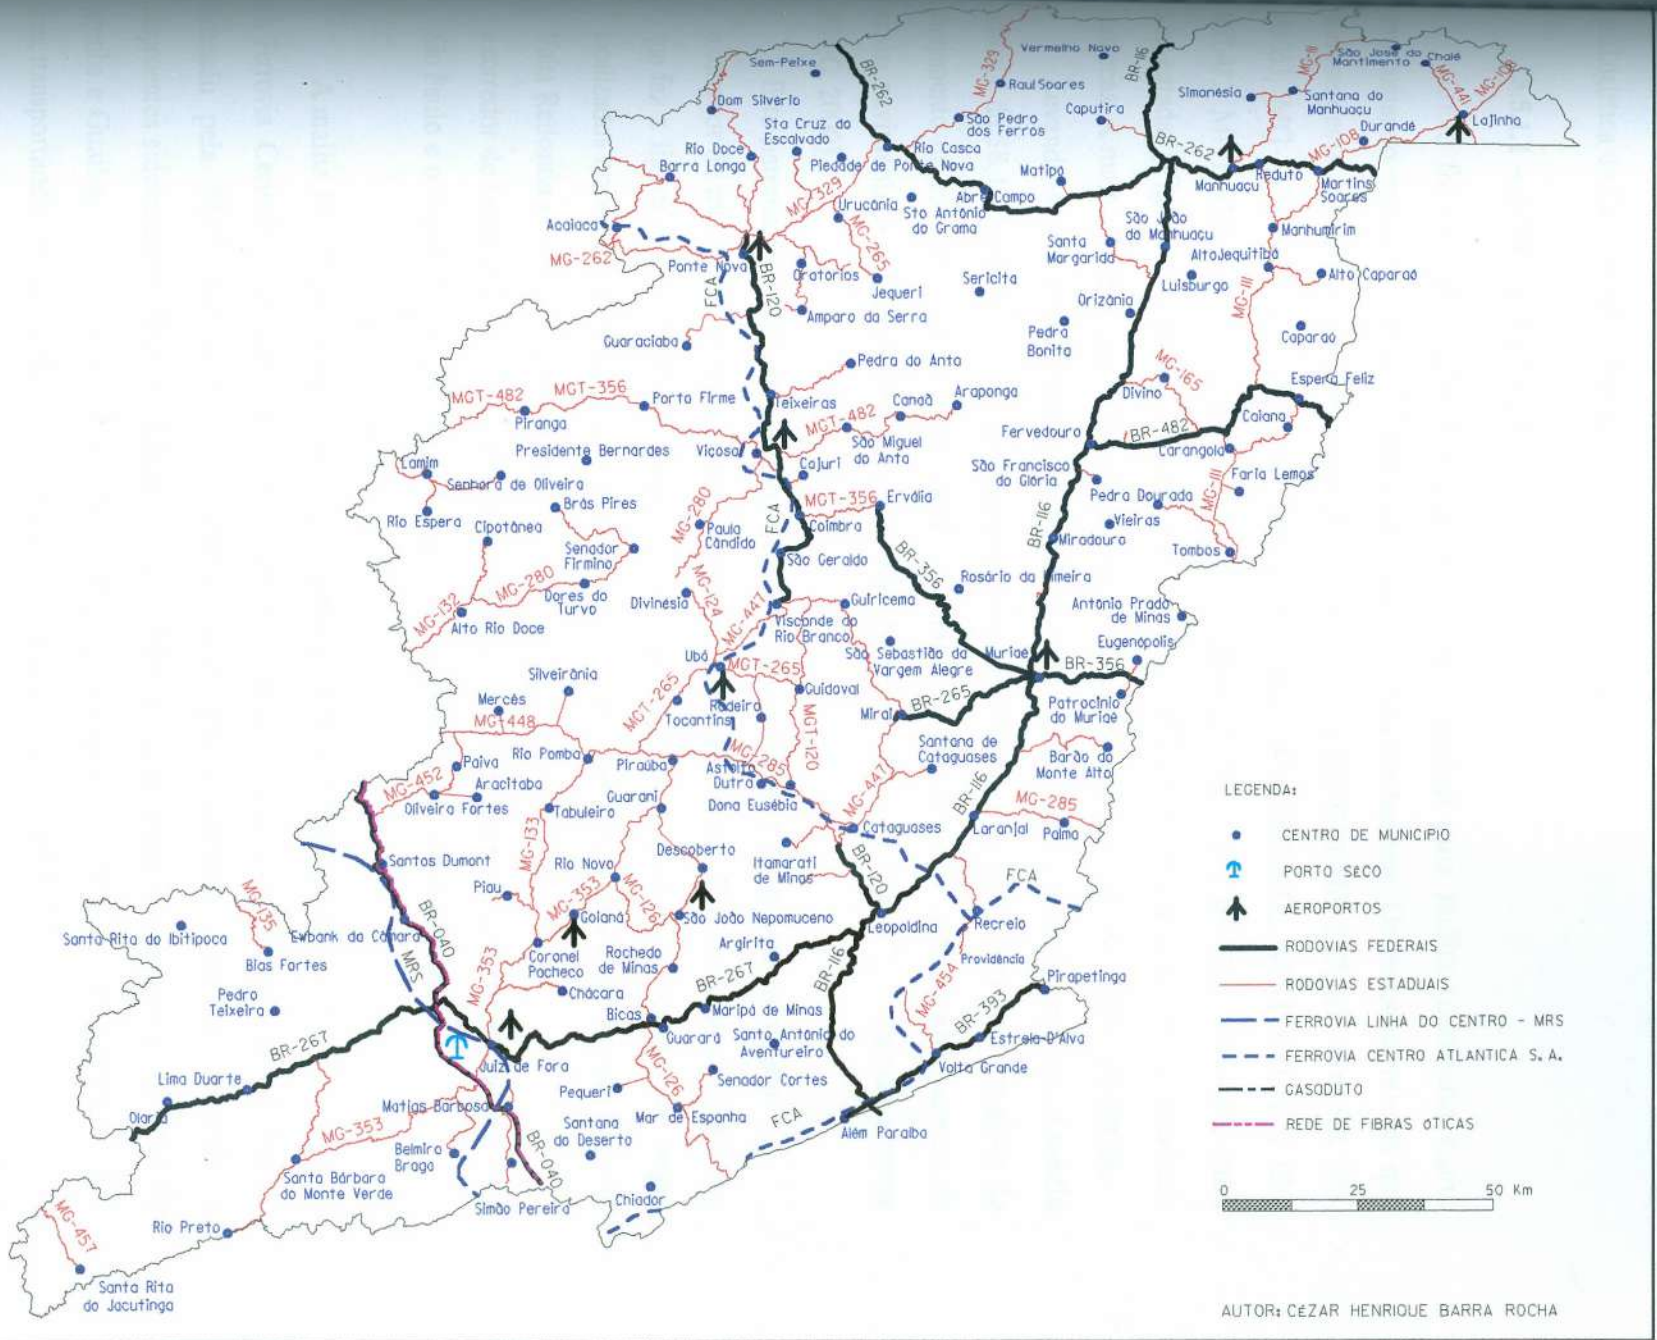 Sem-Peixe
BR-262
MG-329
Vermelho Novo
BR-116
MG-111
São José do
Mantimento
Chalé
MG-441
MG-108
Dom Silvério
Raul Soares
Simonésia
Santana do
Manhuaçu
Lajinha
Sta Cruz do
Escalvado
São Pedro
dos Ferros
Caputira
Durandé
Rio Doce
Barra Longa
Piedade de Ponte Nova
Rio Casca
BR-262
MG-108
Matipó
Manhuaçu
Reduto
Martins
Soares
MG-329
Urucânia
Abre Campo
Sto Antônio
do Grama
São João
do Manhuaçu
Acaiaca
MG-265
Manhumirim
MG-262
Ponte Nova
BR-120
Oratórios
Santa
Margarida
AltoJequitibá
Alto Caparaó
FCA
Jequeri
Sericita
Luisburgo
MG-111
Orizânia
Amparo da Serra
Pedra
Bonita
Caparaó
Guaraciaba
Pedra do Anta
MG-165
Divino
Espera Feliz
MGT-482
MGT-356
Porto Firme
Teixeiras
Canaã
Araponga
Caiana
Piranga
MGT-482
São Miguel
do Anta
Fervedouro
BR-482
Carangola
Presidente Bernardes
Viçosa
Cajuri
Lamim
Senhora de Oliveira
São Francisco
do Glória
Faria Lemos
MG-111
Rio Espera
Brás Pires
MG-280
MGT-356
Ervália
Pedra Dourada
Cipotânea
Paula
Cândido
FCA
Coimbra
BR-116
Vieiras
Miradouro
Tombos
Senador
Firmino
São Geraldo
BR-356
MG-280
Dores do
Turvo
Divinésia
MG-124
Rosário da Limeira
MG-132
Alto Rio Doce
MG-447
Guiricema
Visconde do
Rio Branco
Antônio Prado
de Minas
Eugenópolis
Ubá
MGT-265
São Sebastião da
Vargem Alegre
Muriaé
BR-356
Silveirânia
Mercês
MG-448
MGT-265
Tocantins
Rodeiro
Guidoval
Mirai
BR-265
Patrocínio
do Muriaé
Rio Pomba
MGT-120
Santana de
Cataguases
Barão do
Monte Alto
Paiva
MG-452
Aracitaba
Oliveira Fortes
Piraúba
MG-285
Astolfo
Dutra
Dona Eusébia
MG-447
BR-116
MG-285
Tabuleiro
Guarani
Cataguases
Laranjal
Palma
MG-133
Santos Dumont
Rio Novo
Descoberto
Itamarati
de Minas
BR-120
FCA
Piau
MG-353
MG-126
MG-135
Santa Rita do Ibitipoca
Ewbank da Câmara
BR-040
Goianá
São João Nepomuceno
Leopoldina
Recreio
Bias Fortes
MRS
Coronel
Pacheco
Rochedo
de Minas
Argirita
Providência
MG-353
BR-267
BR-116
MG-454
Pirapetinga
Pedro
Teixeira
Chácara
Bicas
Maripá de Minas
BR-393
BR-267
Guarará
Santo Antônio do
Aventureiro
Estrela-D'Alva
Lima Duarte
Juiz de Fora
MG-126
Senador Cortes
Volta Grande
Olaria
Matias Barbosa
Pequeri
Mar de Espanha
FCA
Além Paraíba
MG-353
Belmiro
Braga
Santana
do Deserto
BR-040
Santa Bárbara
do Monte Verde
Simão Pereira
Chiador
MG-457
Rio Preto
Santa Rita
do Jacutinga
LEGENDA:
CENTRO DE MUNICÍPIO
PORTO SÉCO
AEROPORTOS
RODOVIAS FEDERAIS
RODOVIAS ESTADUAIS
FERROVIA LINHA DO CENTRO - MRS
FERROVIA CENTRO ATLANTICA S. A.
GASODUTO
REDE DE FIBRAS ÓTICAS
0 25 50 Km
AUTOR: CÉZAR HENRIQUE BARRA ROCHA